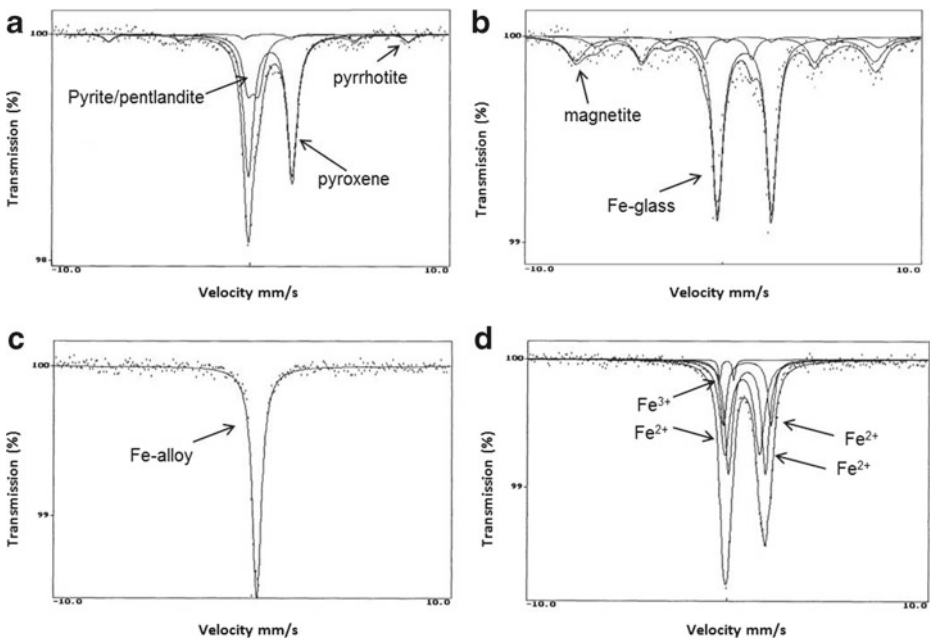 a
100
Pyrite/pentlandite
pyrrhotite
pyroxene
98
-10.0
10.0
Transmission (%)
Velocity mm/s
b
100
magnetite
Fe-glass
99
-10.0
10.0
Transmission (%)
Velocity mm/s
c
100
Fe-alloy
99
-10.0
10.0
Transmission (%)
Velocity mm/s
d
100
Fe3+
Fe2+
Fe2+
Fe2+
99
-10.0
10.0
Transmission (%)
Velocity mm/s